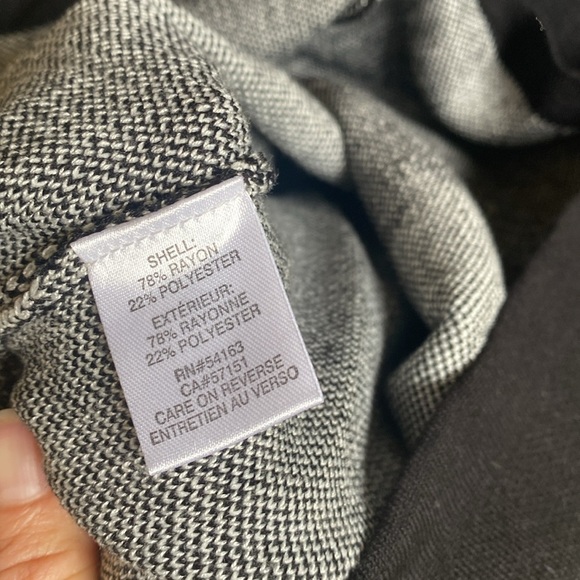 SHELL:
78% RAYON
22% POLYESTER
EXTÉRIEUR:
78% RAYONNE
22% POLYESTER
RN#54163
CA#57151
CARE ON REVERSE
ENTRETIEN AU VERSO